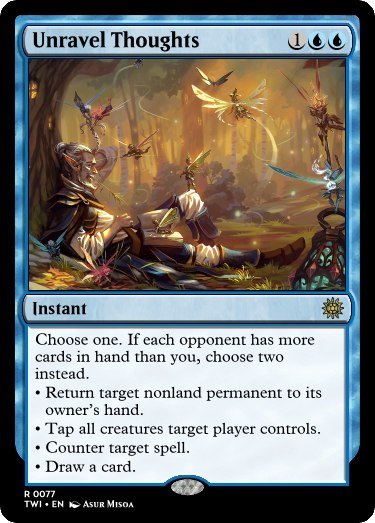 Unravel Thoughts 1
Instant
Choose one. If each opponent has more
cards in hand than you, choose two
instead.
• Return target nonland permanent to its
owner's hand.
• Tap all creatures target player controls.
• Counter target spell.
• Draw a card.
R 0077
TWI • EN Asur Misoa